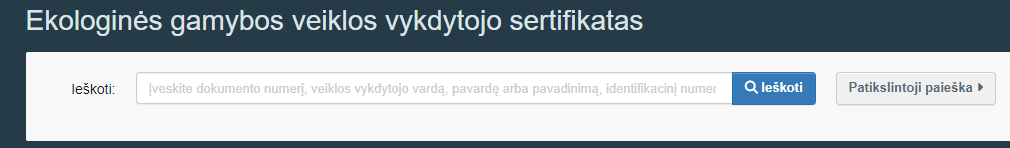 Ekologinės gamybos veiklos vykdytojo sertifikatas
Ieškoti: Įveskite dokumento numerį, veiklos vykdytojo vardą, pavardę arba pavadinimą, identifikacinį numer Ieškoti Patikslintoji paieška